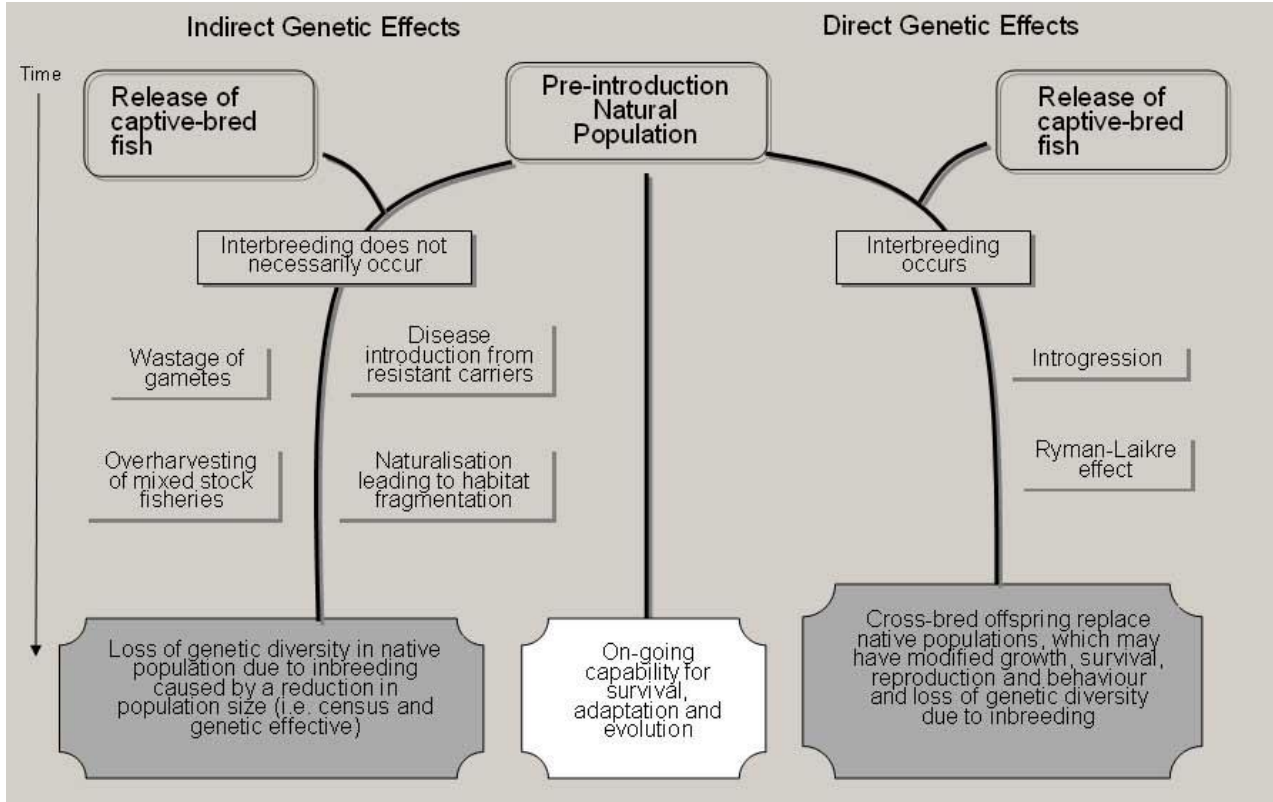 Indirect Genetic Effects
Direct Genetic Effects
Time
Release of
captive-bred
fish
Pre-introduction
Natural
Population
Release of
captive-bred
fish
Interbreeding does not
necessarily occur
Interbreeding
occurs
Wastage of
gametes
Disease
introduction from
resistant carriers
Introgression
Overharvesting
of mixed stock
fisheries
Naturalisation
leading to habitat
fragmentation
Ryman-Laikre
effect
Loss of genetic diversity in native
population due to inbreeding
caused by a reduction in
population size (i.e. census and
genetic effective)
On-going
capability for
survival,
adaptation and
evolution
Cross-bred offspring replace
native populations, which may
have modified growth, survival,
reproduction and behaviour
and loss of genetic diversity
due to inbreeding